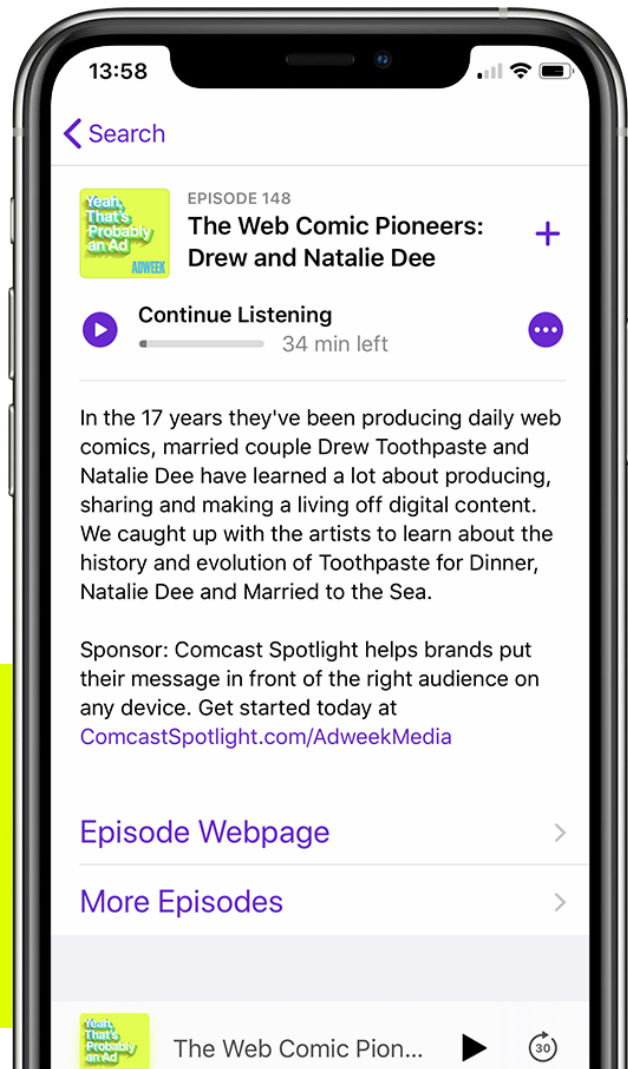 13:58
Search
Yeah,
That's
Probably
an Ad
ADWEEK
EPISODE 148
The Web Comic Pioneers:
Drew and Natalie Dee
Continue Listening
34 min left
In the 17 years they've been producing daily web
comics, married couple Drew Toothpaste and
Natalie Dee have learned a lot about producing,
sharing and making a living off digital content.
We caught up with the artists to learn about the
history and evolution of Toothpaste for Dinner,
Natalie Dee and Married to the Sea.
Sponsor: Comcast Spotlight helps brands put
their message in front of the right audience on
any device. Get started today at
ComcastSpotlight.com/AdweekMedia
Episode Webpage
More Episodes
Yeah,
That's
Probably
an Ad
The Web Comic Pion...
30